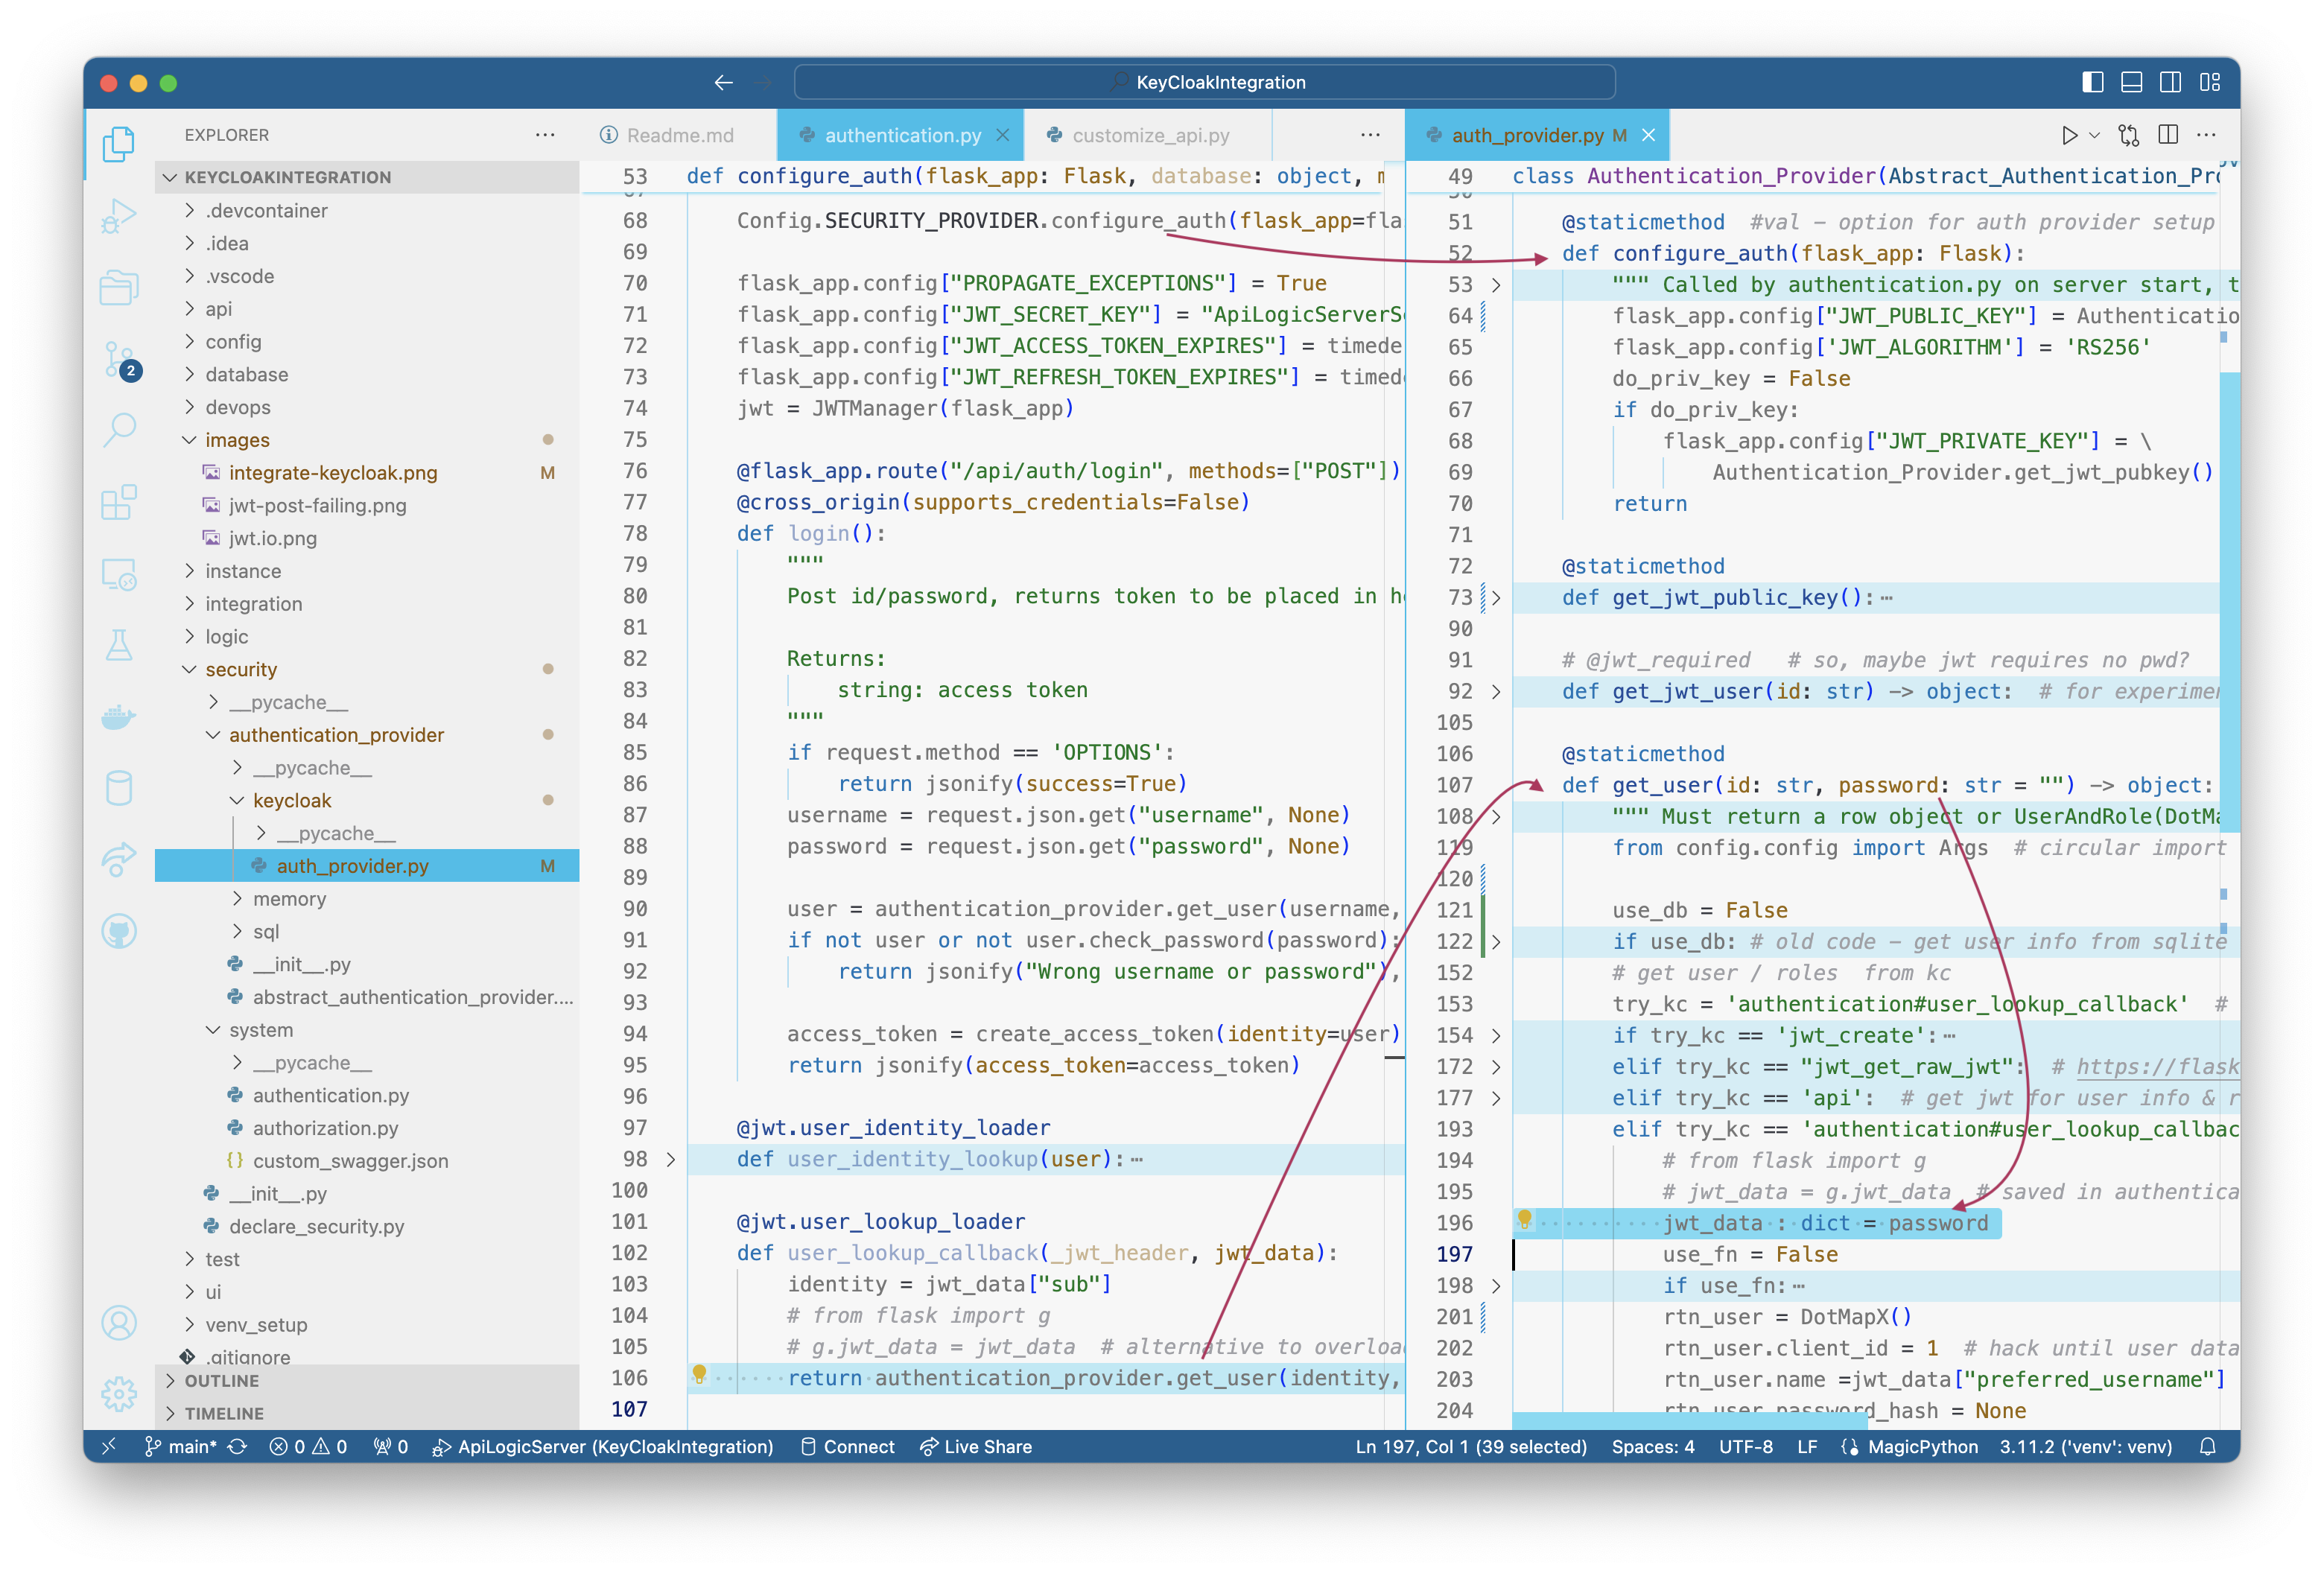 KeyCloakIntegration
EXPLORER
KEYCLOAKINTEGRATION
.devcontainer
.idea
.vscode
api
config
database
devops
images
integrate-keycloak.png M
jwt-post-failing.png
jwt.io.png
instance
integration
logic
security
__pycache__
authentication_provider
__pycache__
keycloak
__pycache__
auth_provider.py M
memory
sql
__init__.py
abstract_authentication_provider....
system
__pycache__
authentication.py
authorization.py
{} custom_swagger.json
__init__.py
declare_security.py
test
ui
venv_setup
.gitignore
OUTLINE
TIMELINE
2
Readme.md authentication.py customize_api.py ···
53 def configure_auth(flask_app: Flask, database: object,
68 Config.SECURITY_PROVIDER.configure_auth(flask_app=fla
69
70 flask_app.config["PROPAGATE_EXCEPTIONS"] = True
71 flask_app.config["JWT_SECRET_KEY"] = "ApiLogicServerS
72 flask_app.config["JWT_ACCESS_TOKEN_EXPIRES"] = timede
73 flask_app.config["JWT_REFRESH_TOKEN_EXPIRES"] = timed
74 jwt = JWTManager(flask_app)
75
76 @flask_app.route("/api/auth/login", methods=["POST"])
77 @cross_origin(supports_credentials=False)
78 def login():
79 """
80 Post id/password, returns token to be placed in h
81
82 Returns:
83 string: access token
84 """
85 if request.method == 'OPTIONS':
86 return jsonify(success=True)
87 username = request.json.get("username", None)
88 password = request.json.get("password", None)
89
90 user = authentication_provider.get_user(username,
91 if not user or not user.check_password(password):
92 return jsonify("Wrong username or password"),
93
94 access_token = create_access_token(identity=user)
95 return jsonify(access_token=access_token)
96
97 @jwt.user_identity_loader
98 def user_identity_lookup(user):···
100
101 @jwt.user_lookup_loader
102 def user_lookup_callback(_jwt_header, jwt_data):
103 identity = jwt_data["sub"]
104 # from flask import g
105 # g.jwt_data = jwt_data  # alternative to overloa
106 return authentication_provider.get_user(identity,
107
auth_provider.py M
49 class Authentication_Provider(Abstract_Authentication_Pr
51 @staticmethod  #val – option for auth provider setup
52 def configure_auth(flask_app: Flask):
53 """ Called by authentication.py on server start, t
64 flask_app.config["JWT_PUBLIC_KEY"] = Authenticatio
65 flask_app.config['JWT_ALGORITHM'] = 'RS256'
66 do_priv_key = False
67 if do_priv_key:
68 flask_app.config["JWT_PRIVATE_KEY"] = \
69 Authentication_Provider.get_jwt_pubkey()
70 return
71
72 @staticmethod
73 def get_jwt_public_key():···
90
91 # @jwt_required   # so, maybe jwt requires no pwd?
92 def get_jwt_user(id: str) -> object:  # for experimen
105
106 @staticmethod
107 def get_user(id: str, password: str = "") -> object:
108 """ Must return a row object or UserAndRole(DotMa
119 from config.config import Args  # circular import
120
121 use_db = False
122 if use_db: # old code – get user info from sqlite
152 # get user / roles  from kc
153 try_kc = 'authentication#user_lookup_callback'  #
154 if try_kc == 'jwt_create':···
172 elif try_kc == "jwt_get_raw_jwt":  # https://flask
177 elif try_kc == 'api':  # get jwt for user info & r
193 elif try_kc == 'authentication#user_lookup_callbac
194 # from flask import g
195 # jwt_data = g.jwt_data  # saved in authentica
196 jwt_data : dict = password
197 use_fn = False
198 if use_fn:···
201 rtn_user = DotMapX()
202 rtn_user.client_id = 1  # hack until user data
203 rtn_user.name =jwt_data["preferred_username"]
204 rtn_user.password_hash = None
main* 0 0 0 ApiLogicServer (KeyCloakIntegration) Connect Live Share Ln 197, Col 1 (39 selected) Spaces: 4 UTF-8 LF MagicPython 3.11.2 ('venv': venv)